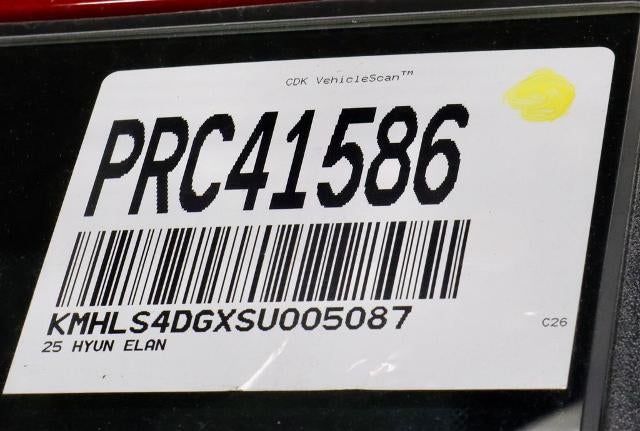 CDK VehicleScan™
PRC41586
KMHLS4DGXSU005087
25 HYUN ELAN
C26